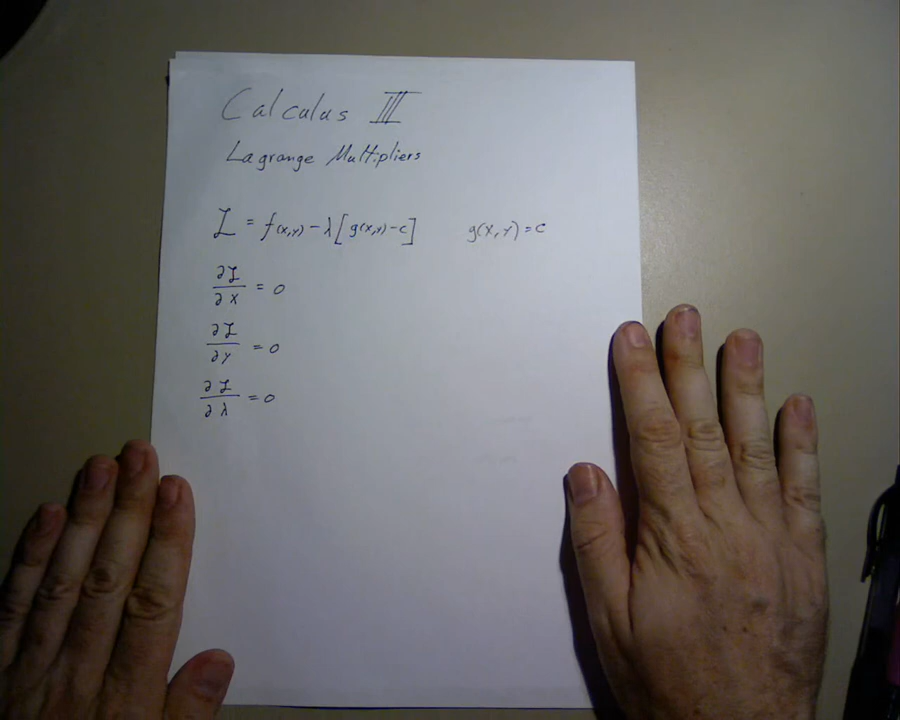 Calculus III
Lagrange Multipliers
ℒ = f(x,y) - λ[g(x,y) - c] g(x,y) = c
∂ℒ/∂x = 0
∂ℒ/∂y = 0
∂ℒ/∂λ = 0